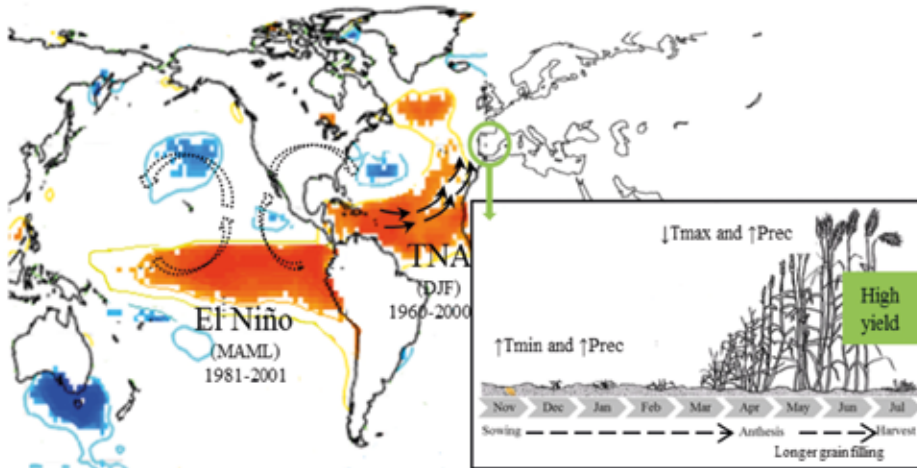 TNA
(DJF)
1960-2000
El Niño
(MAML)
1981-2001
↓Tmax and ↑Prec
High
yield
↑Tmin and ↑Prec
Nov Dec Jan Feb Mar Apr May Jun Jul
Sowing Anthesis Harvest
Longer grain filling